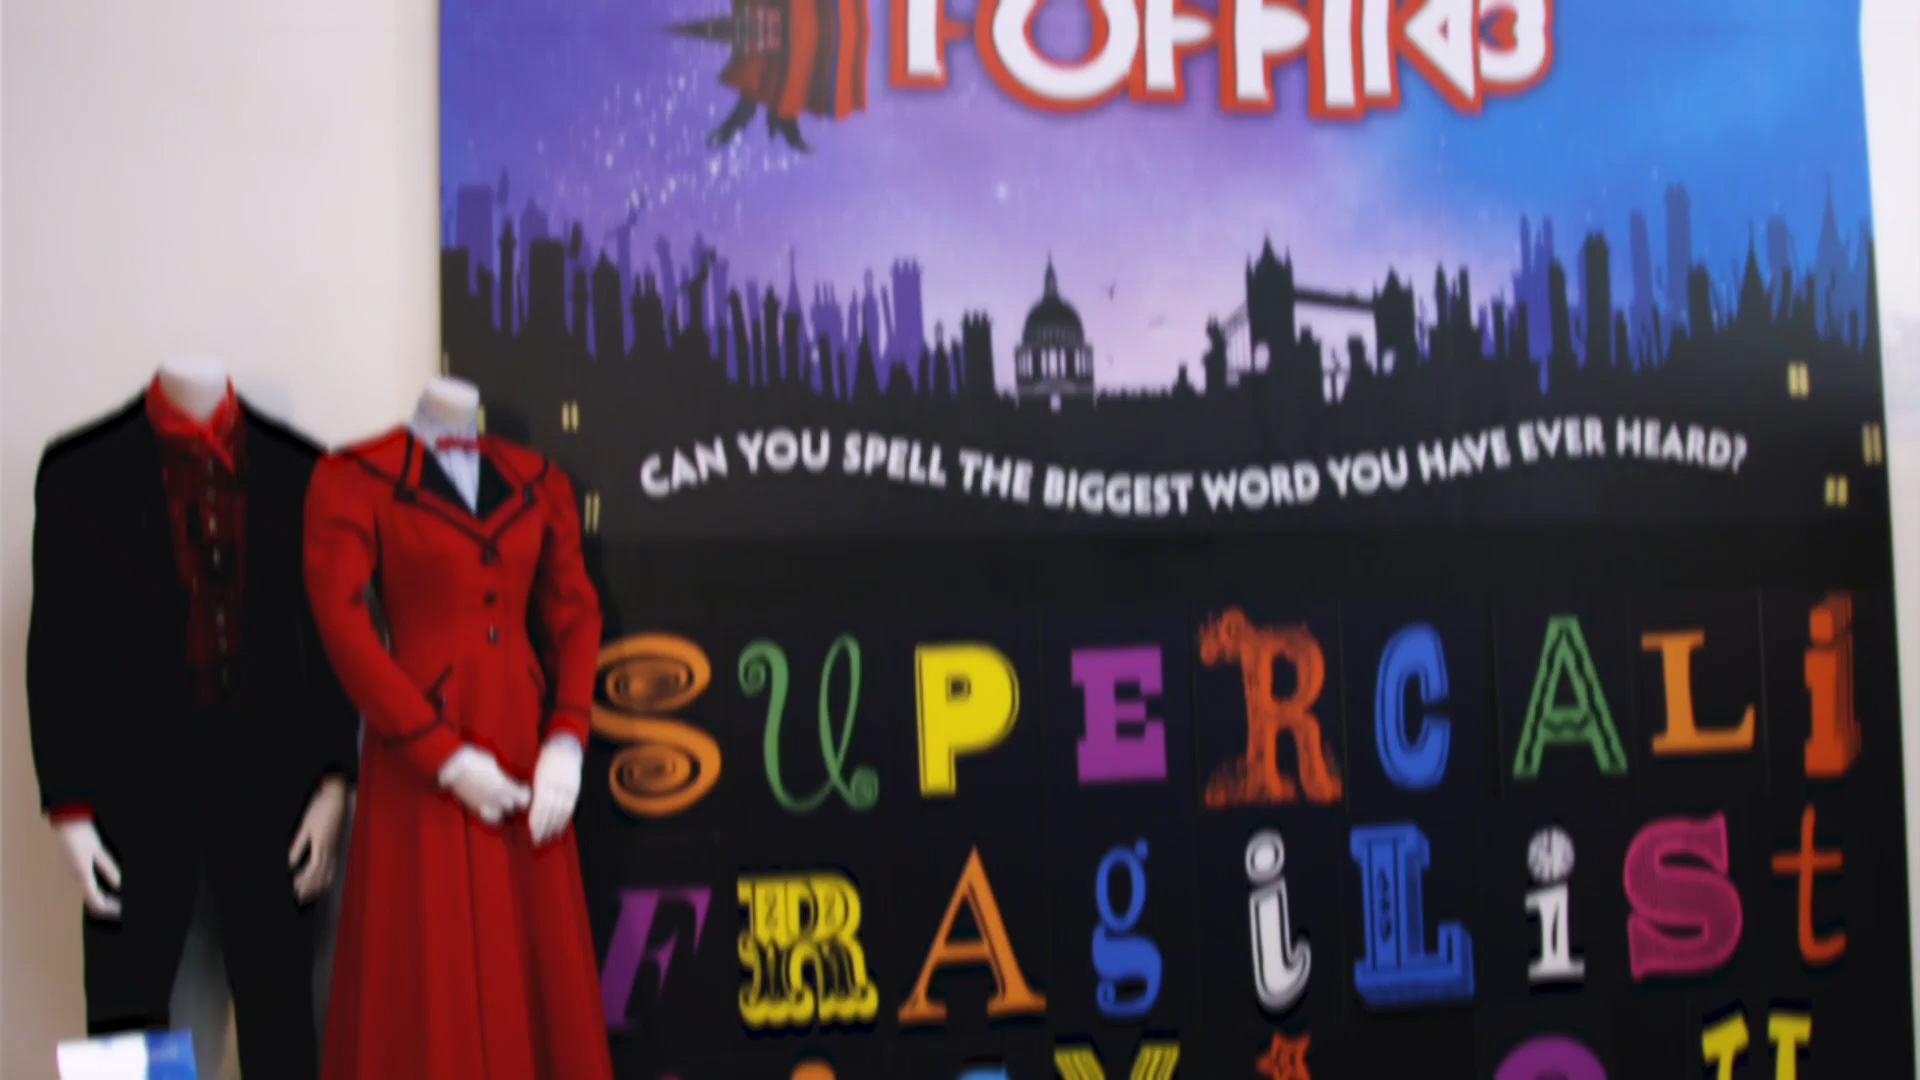 POPPINS
CAN YOU SPELL THE BIGGEST WORD YOU HAVE EVER HEARD?
SUPERCALi
FRAgiLiSt